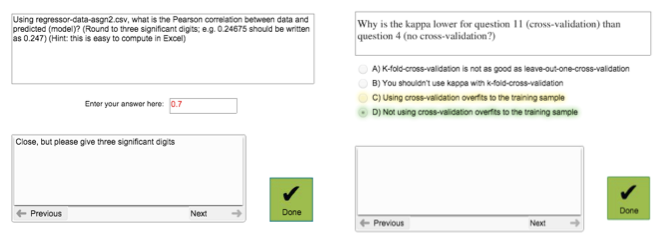 Using regressor-data-asgn2.csv, what is the Pearson correlation between data and
predicted (model)? (Round to three significant digits; e.g. 0.24675 should be written
as 0.247) (Hint: this is easy to compute in Excel)
Enter your answer here: 0.7
Close, but please give three significant digits
Previous
Next
Done
Why is the kappa lower for question 11 (cross-validation) than
question 4 (no cross-validation?)
A) K-fold-cross-validation is not as good as leave-out-one-cross-validation
B) You shouldn't use kappa with k-fold-cross-validation
C) Using cross-validation overfits to the training sample
D) Not using cross-validation overfits to the training sample
Previous
Next
Done